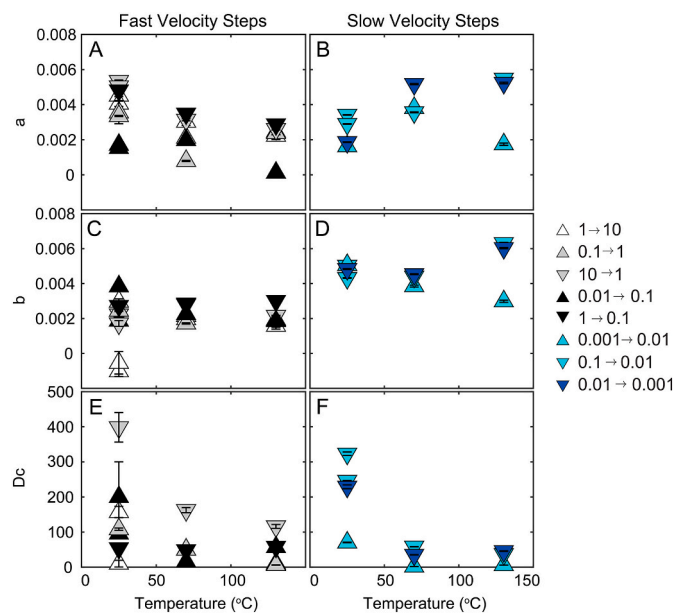 Fast Velocity Steps
Slow Velocity Steps
A
B
0.008
0.006
0.004
0.002
0
a
C
D
0.008
0.006
0.004
0.002
0
b
1→10
0.1→1
10→1
0.01→0.1
1→0.1
0.001→0.01
0.1→0.01
0.01→0.001
E
F
500
400
300
200
100
0
Dc
0 50 100
0 50 100 150
Temperature (°C)
Temperature (°C)